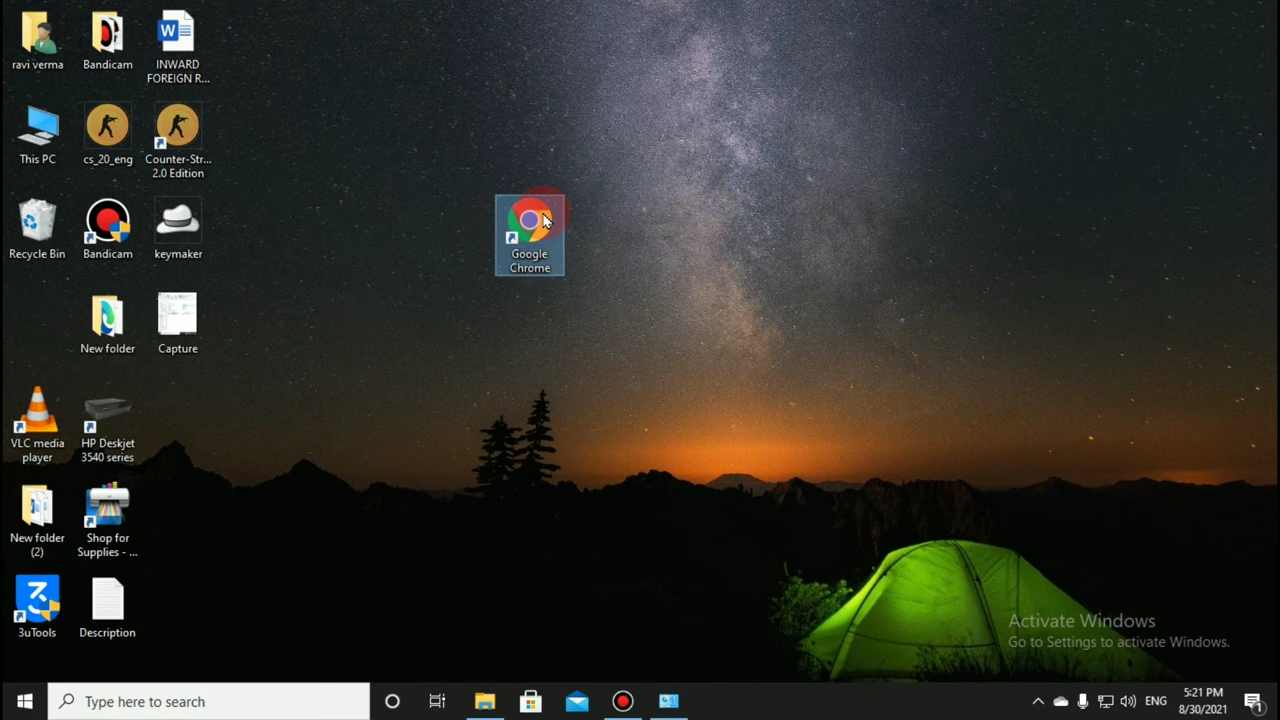 ravi verma
Bandicam
INWARD
FOREIGN R...
This PC
cs_20_eng
Counter-Str...
2.0 Edition
Recycle Bin
Bandicam
keymaker
Google
Chrome
New folder
Capture
VLC media
player
HP Deskjet
3540 series
New folder
(2)
Shop for
Supplies - ...
3uTools
Description
Activate Windows
Go to Settings to activate Windows.
Type here to search
ENG
5:21 PM
8/30/2021
1